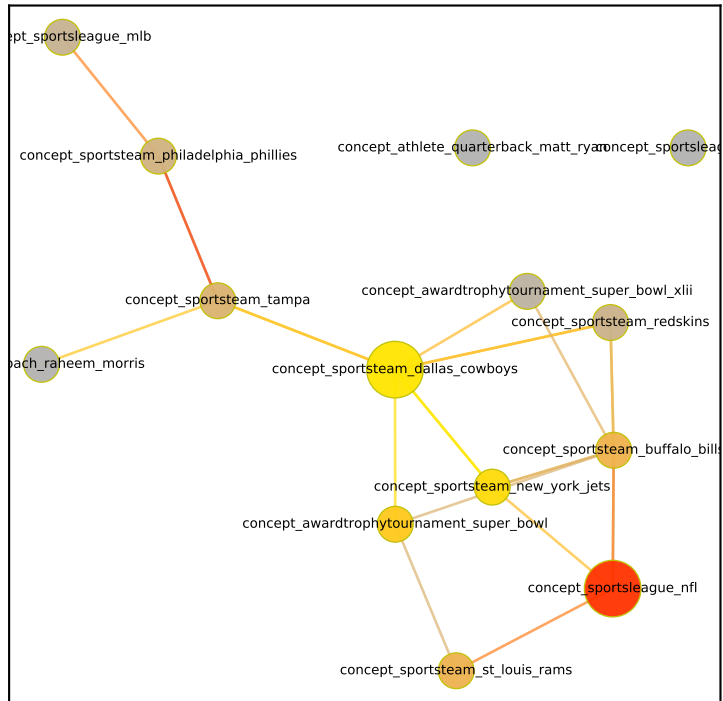 ept_sportsleague_mlb
concept_athlete_quarterback_matt_ryan
concept_sportsleag
concept_sportsteam_philadelphia_phillies
concept_awardtrophytournament_super_bowl_xlii
concept_sportsteam_tampa
concept_sportsteam_redskins
oach_raheem_morris
concept_sportsteam_dallas_cowboys
concept_sportsteam_buffalo_bills
concept_sportsteam_new_york_jets
concept_awardtrophytournament_super_bowl
concept_sportsleague_nfl
concept_sportsteam_st_louis_rams